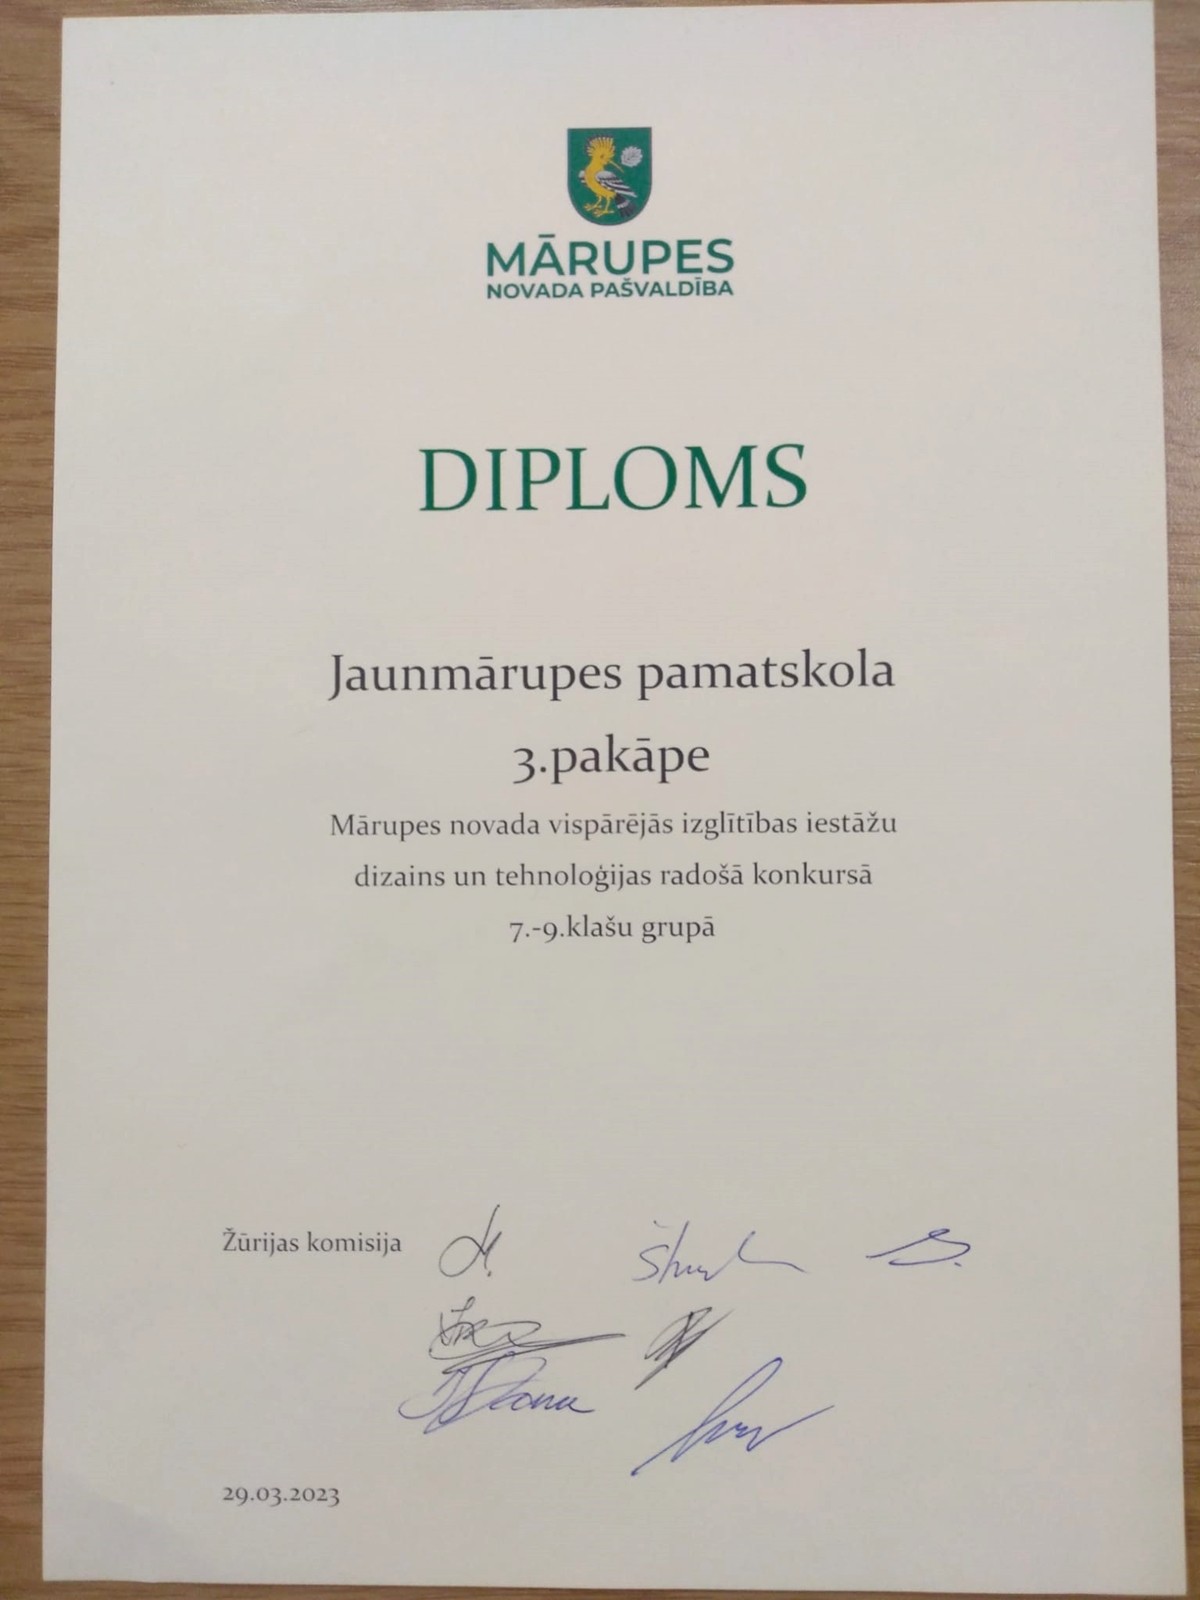 MĀRUPES
NOVADA PAŠVALDĪBA
DIPLOMS
Jaunmārupes pamatskola
3.pakāpe
Mārupes novada vispārējās izglītības iestāžu
dizains un tehnoloģijas radošā konkursā
7.-9.klašu grupā
Žūrijas komisija
29.03.2023